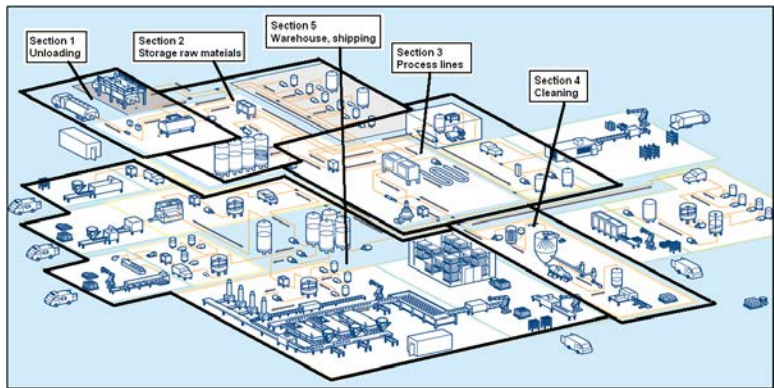 Section 1
Unloading
Section 2
Storage raw mateials
Section 5
Warehouse, shipping
Section 3
Process lines
Section 4
Cleaning